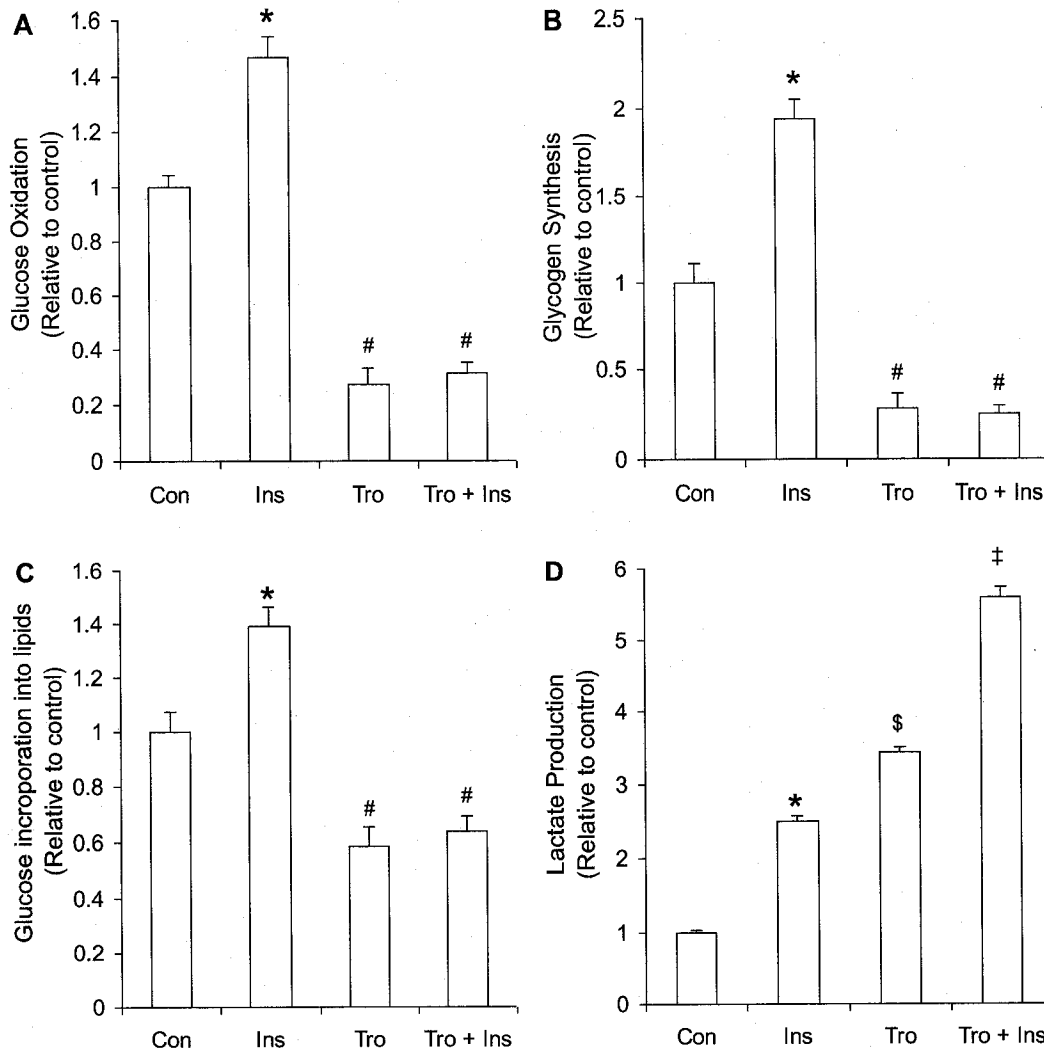 A
Glucose Oxidation
(Relative to control)
1.6
1.4
1.2
1
0.8
0.6
0.4
0.2
0
*
#
#
Con Ins Tro Tro + Ins
B
Glycogen Synthesis
(Relative to control)
2.5
2
1.5
1
0.5
0
*
#
#
Con Ins Tro Tro + Ins
C
Glucose incroporation into lipids
(Relative to control)
1.6
1.4
1.2
1
0.8
0.6
0.4
0.2
0
*
#
#
Con Ins Tro Tro + Ins
D
Lactate Production
(Relative to control)
6
5
4
3
2
1
0
*
$
‡
Con Ins Tro Tro + Ins